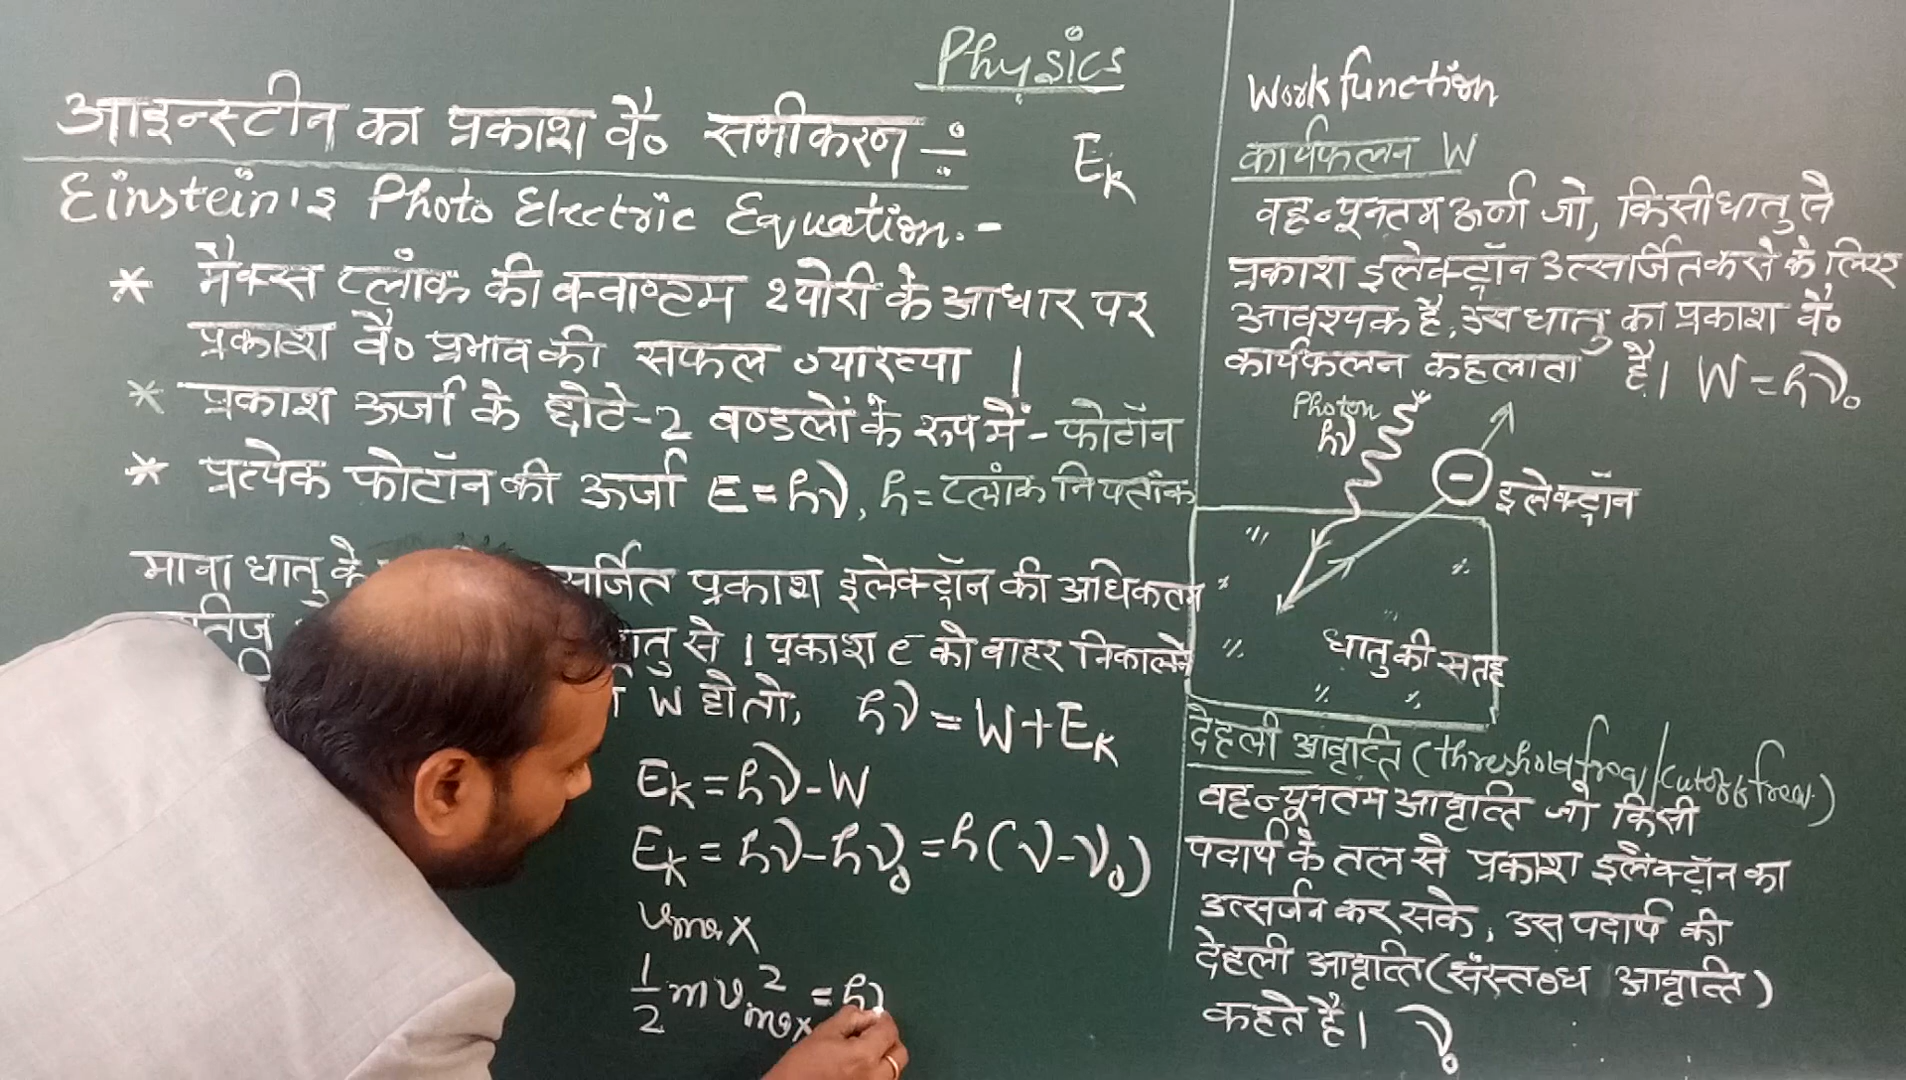 Physics
आइन्स्टीन का प्रकाश वै० समीकरण ÷
Einstein's Photo Electric Equation.-
Ek
* मैक्स प्लांक की क्वाण्टम थ्योरी के आधार पर
प्रकाश वै० प्रभाव की सफल व्याख्या ।
* प्रकाश ऊर्जा के छोटे-2 बण्डलों के रूप में - फोटॉन
* प्रत्येक फोटॉन की ऊर्जा E = hν, h = प्लांक नियतांक
माना धातु के
सर्जित प्रकाश इलेक्ट्रॉन की अधिकतम
से 1 प्रकाश e को बाहर निकालने
W हो तो, hν = W + Ek
Ek = hν - W
Ek = hν - hν₀ = h(ν - ν₀)
vmax
1/2 mv²max = hν
Work function
कार्यफलन W
वह न्यूनतम ऊर्जा जो, किसी धातु से
प्रकाश इलेक्ट्रॉन उत्सर्जित करने के लिए
आवश्यक है, उस धातु का प्रकाश वै०
कार्यफलन कहलाता है। W = hν₀
Photon
hν
-
इलेक्ट्रॉन
धातु की सतह
देहली आवृत्ति (threshold freq/cutoff freq.)
वह न्यूनतम आवृत्ति जो किसी
पदार्थ के तल से प्रकाश इलेक्ट्रॉन का
उत्सर्जन कर सके, उस पदार्थ की
देहली आवृत्ति (संस्तब्ध आवृत्ति)
कहते है। ν₀